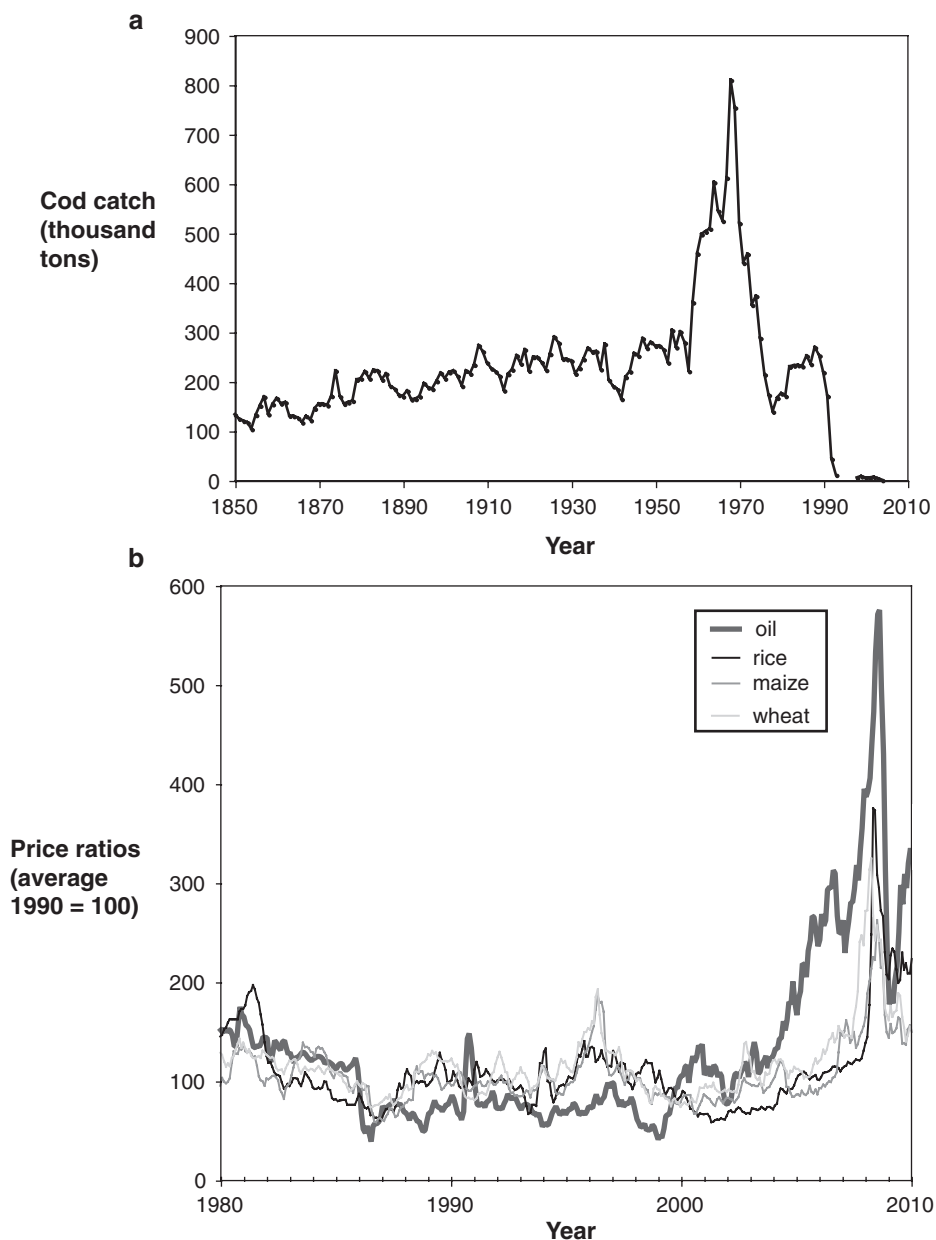 a
900
800
700
600
500
400
300
200
100
0
Cod catch
(thousand
tons)
1850 1870 1890 1910 1930 1950 1970 1990 2010
Year
b
600
500
400
300
200
100
0
Price ratios
(average
1990 = 100)
oil
rice
maize
wheat
1980 1990 2000 2010
Year